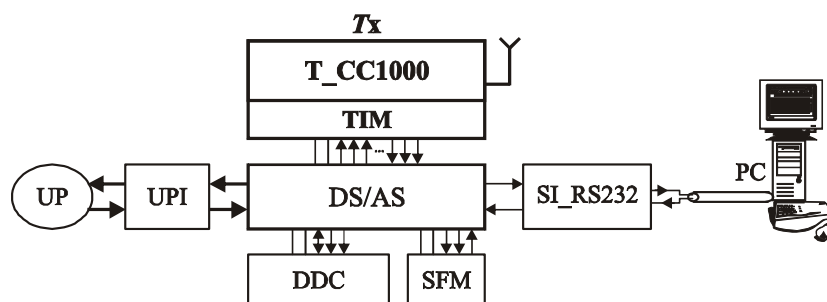 Tx
T_CC1000
TIM
...
UP
UPI
DS/AS
SI_RS232
PC
DDC
SFM